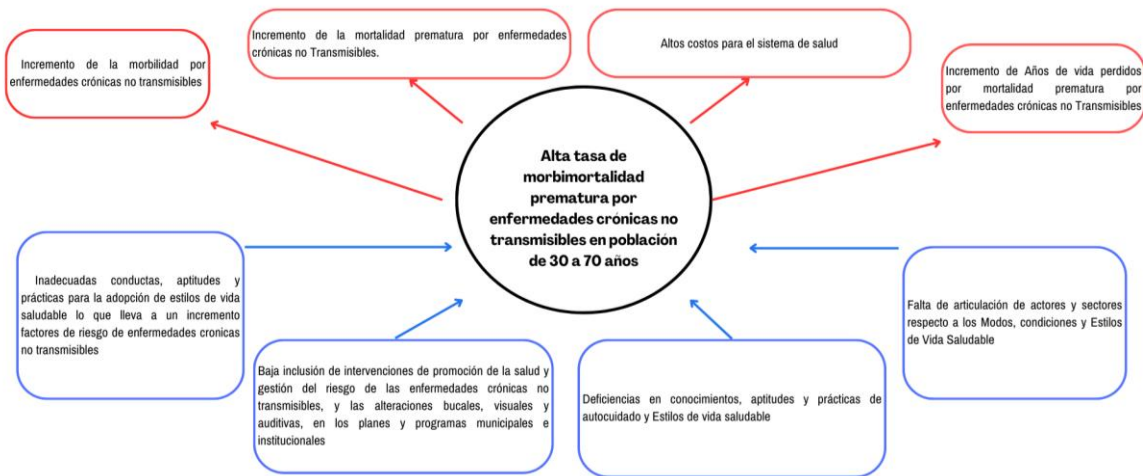 Incremento de la morbilidad por
enfermedades crónicas no transmisibles
Incremento de la mortalidad prematura por enfermedades
crónicas no Transmisibles.
Altos costos para el sistema de salud
Incremento de Años de vida perdidos
por mortalidad prematura por
enfermedades crónicas no Transmisibles
Alta tasa de
morbimortalidad
prematura por
enfermedades crónicas no
transmisibles en población
de 30 a 70 años
Inadecuadas conductas, aptitudes y
prácticas para la adopción de estilos de vida
saludable lo que lleva a un incremento
factores de riesgo de enfermedades cronicas
no transmisibles
Baja inclusión de intervenciones de promoción de la salud y
gestión del riesgo de las enfermedades crónicas no
transmisibles, y las alteraciones bucales, visuales y
auditivas, en los planes y programas municipales e
institucionales
Deficiencias en conocimientos, aptitudes y prácticas de
autocuidado y Estilos de vida saludable
Falta de articulación de actores y sectores
respecto a los Modos, condiciones y Estilos
de Vida Saludable